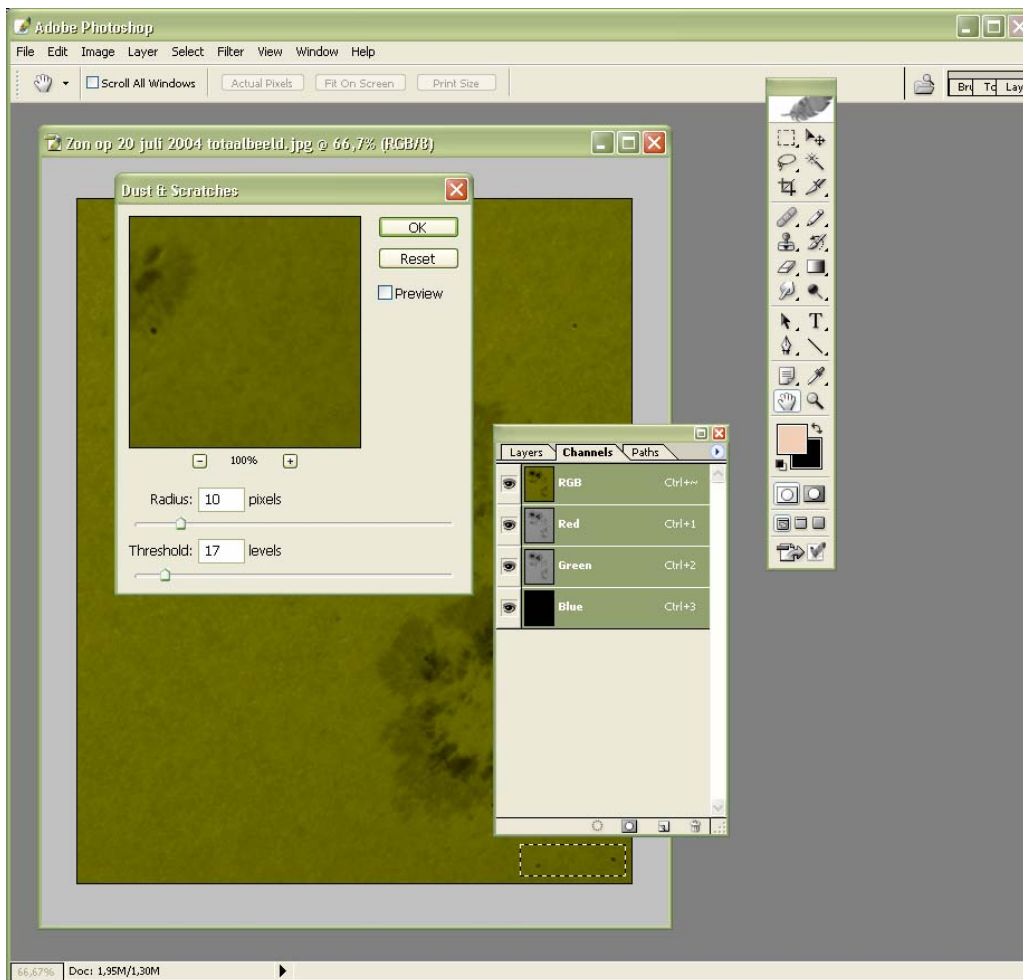 Adobe Photoshop
File Edit Image Layer Select Filter View Window Help
Scroll All Windows Actual Pixels Fit On Screen Print Size
Zon op 20 juli 2004 totaalbeeld.jpg @ 66,7% (RGB/8)
Dust & Scratches
OK
Reset
Preview
100%
Radius: 10 pixels
Threshold: 17 levels
Layers Channels Paths
RGB Ctrl+~
Red Ctrl+1
Green Ctrl+2
Blue Ctrl+3
T
66,67% Doc: 1,95M/1,30M